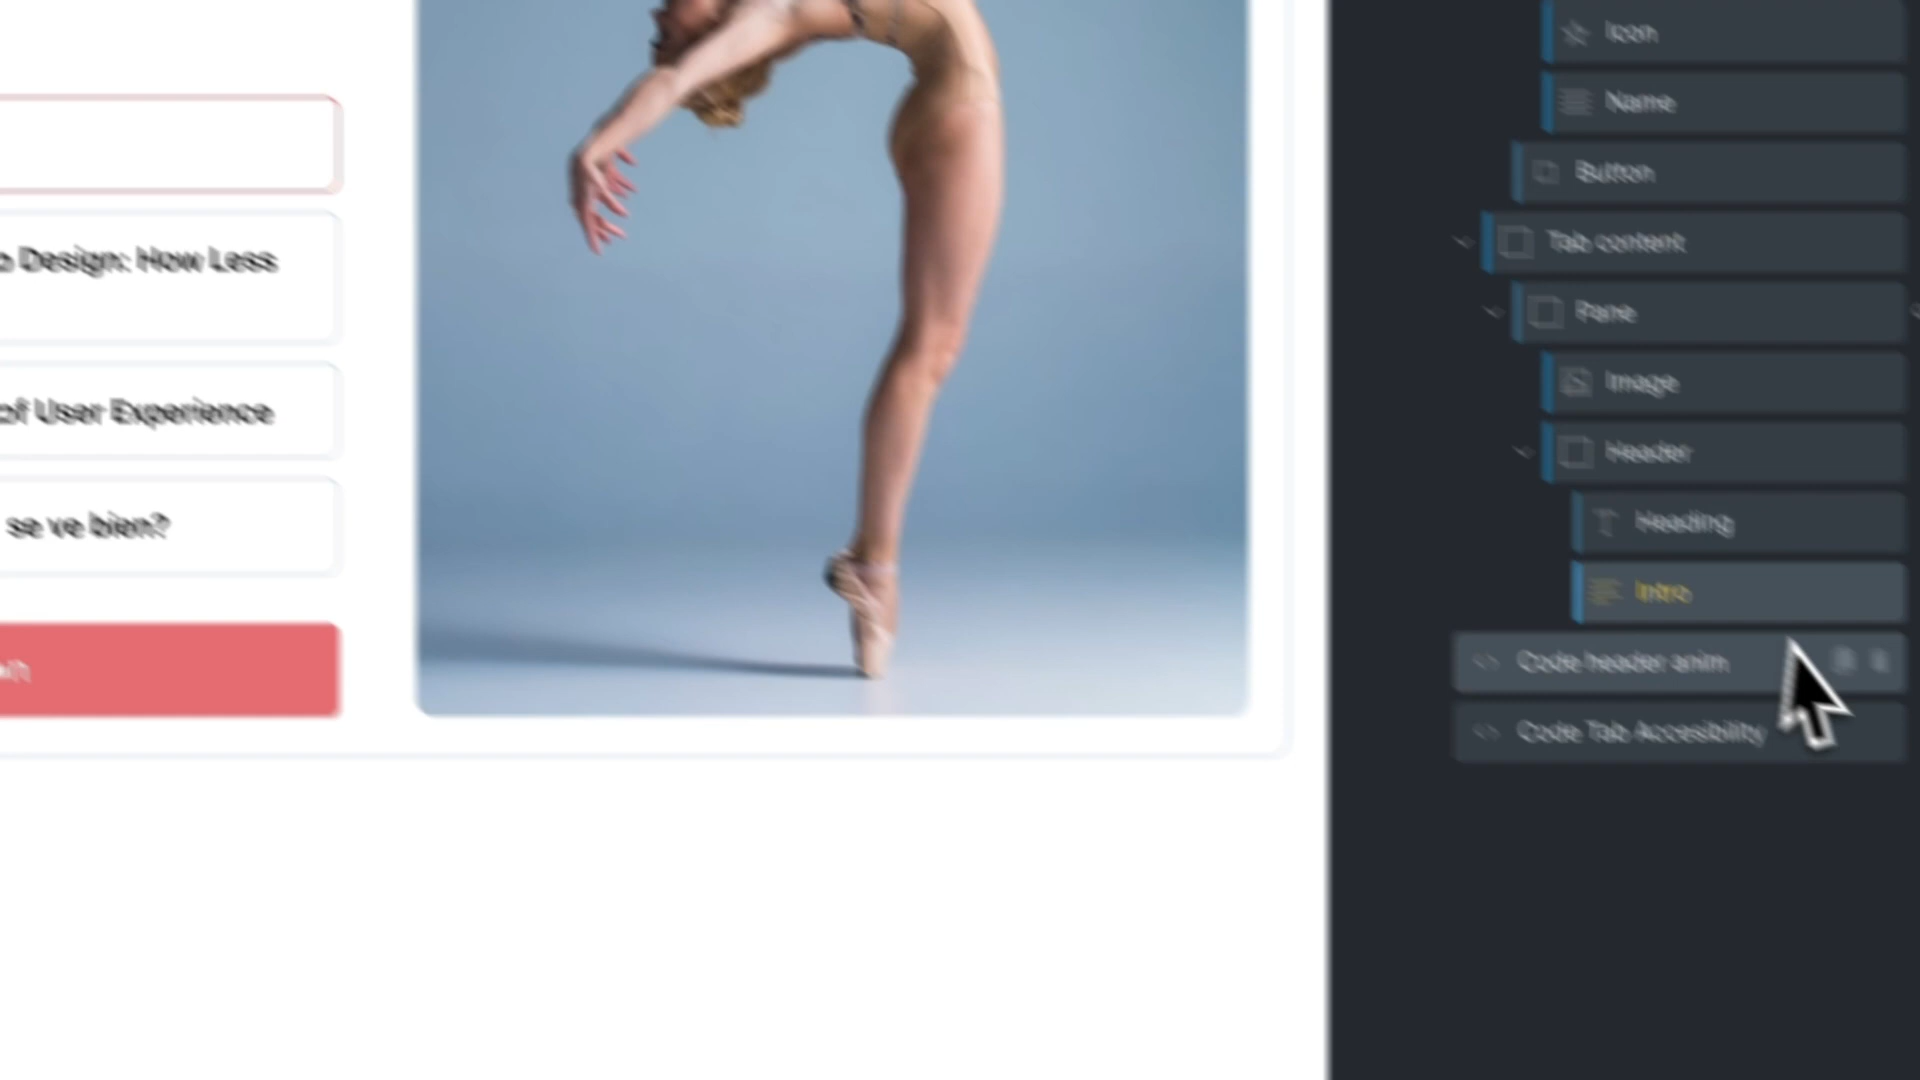 Design: How Less
of User Experience
se ve bien?
Icon
Name
Button
Tab content
Pane
Image
Header
Heading
Intro
Code header anim
Code Tab Accesibility